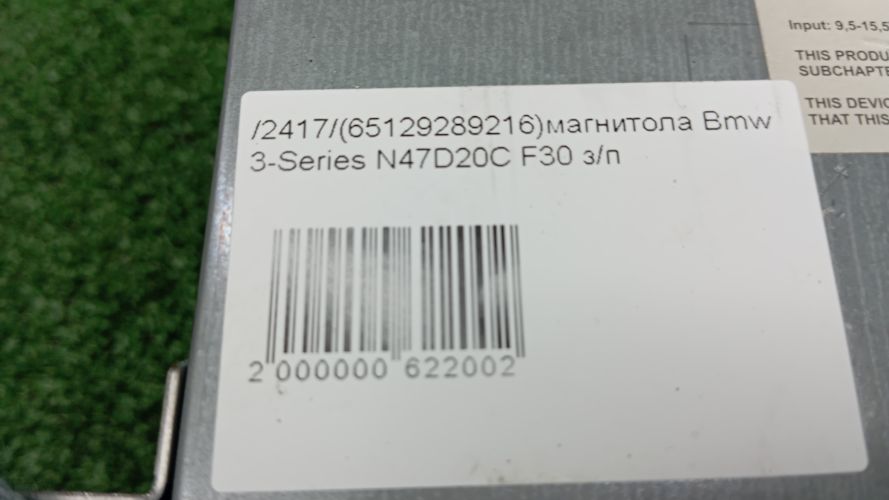 Input: 9,5-15,5
THIS PRODU
SUBCHAPTE
THIS DEVIC
THAT THIS
/2417/(65129289216)магнитола Bmw
3-Series N47D20C F30 з/п
2 000000 622002